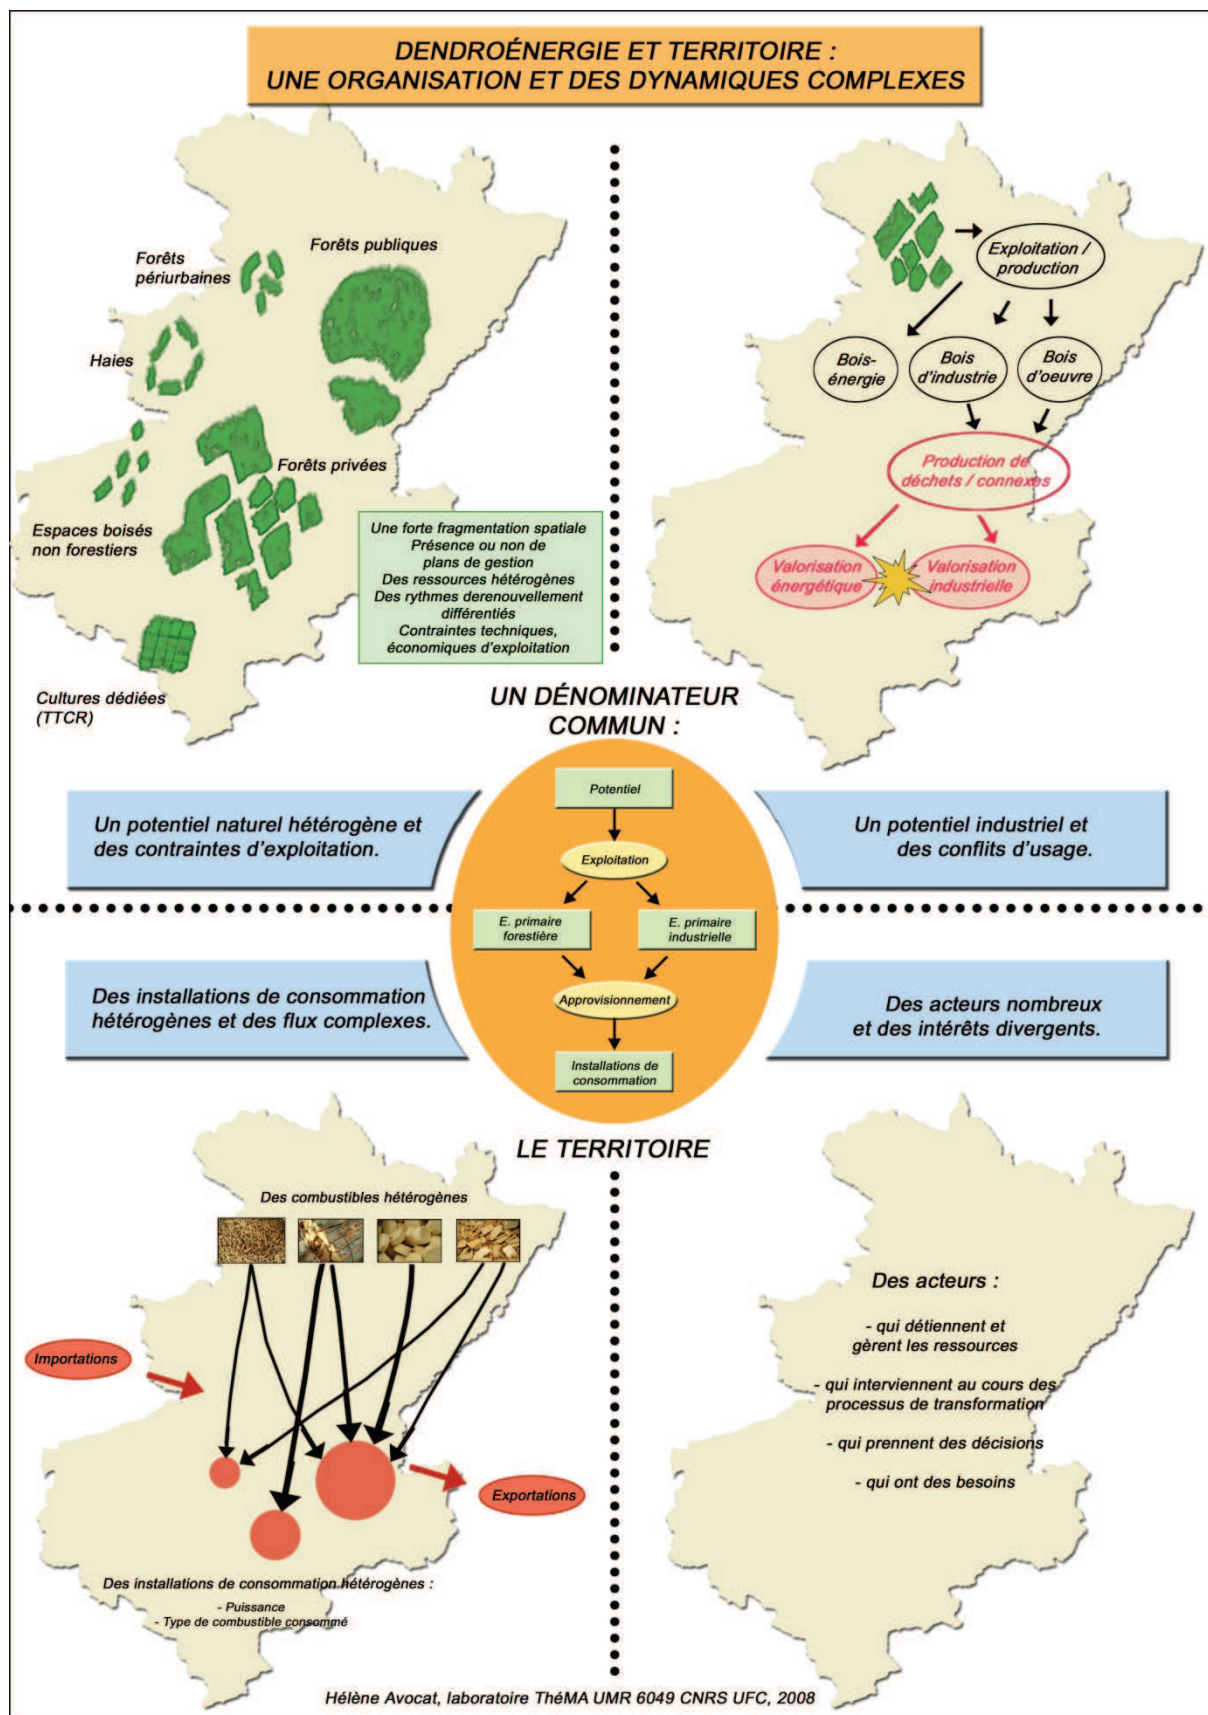 DENDROÉNERGIE ET TERRITOIRE :
UNE ORGANISATION ET DES DYNAMIQUES COMPLEXES
Forêts publiques
Forêts
périurbaines
Haies
Forêts privées
Espaces boisés
non forestiers
Une forte fragmentation spatiale
Présence ou non de
plans de gestion
Des ressources hétérogènes
Des rythmes derenouvellement
différentiés
Contraintes techniques,
économiques d'exploitation
Cultures dédiées
(TTCR)
Exploitation /
production
Bois-
énergie
Bois
d'industrie
Bois
d'oeuvre
Production de
déchets / connexes
Valorisation
énergétique
Valorisation
industrielle
UN DÉNOMINATEUR
COMMUN :
Un potentiel naturel hétérogène et
des contraintes d'exploitation.
Un potentiel industriel et
des conflits d'usage.
Potentiel
Exploitation
E. primaire
forestière
E. primaire
industrielle
Approvisionnement
Installations de
consommation
Des installations de consommation
hétérogènes et des flux complexes.
Des acteurs nombreux
et des intérêts divergents.
LE TERRITOIRE
Des combustibles hétérogènes
Importations
Exportations
Des installations de consommation hétérogènes :
- Puissance
- Type de combustible consommé
Des acteurs :
- qui détiennent et
gèrent les ressources
- qui interviennent au cours des
processus de transformation
- qui prennent des décisions
- qui ont des besoins
Hélène Avocat, laboratoire ThéMA UMR 6049 CNRS UFC, 2008